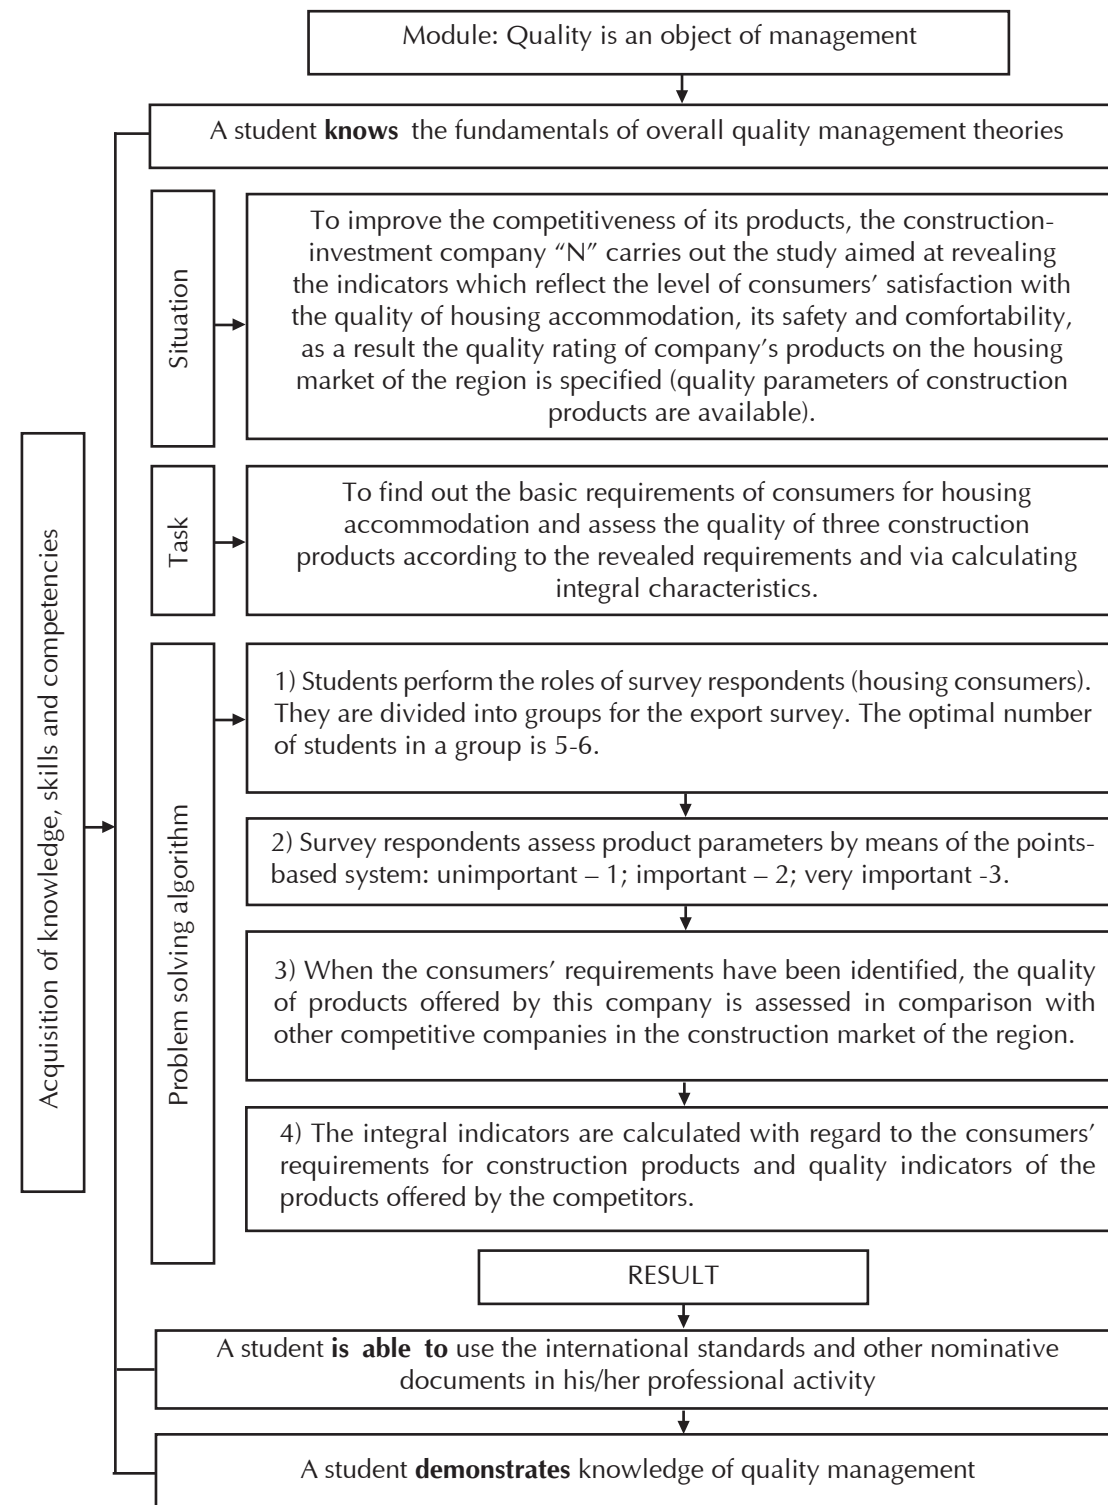 Module: Quality is an object of management
A student knows the fundamentals of overall quality management theories
Acquisition of knowledge, skills and competencies
Situation
To improve the competitiveness of its products, the construction-
investment company “N” carries out the study aimed at revealing
the indicators which reflect the level of consumers’ satisfaction with
the quality of housing accommodation, its safety and comfortability,
as a result the quality rating of company’s products on the housing
market of the region is specified (quality parameters of construction
products are available).
Task
To find out the basic requirements of consumers for housing
accommodation and assess the quality of three construction
products according to the revealed requirements and via calculating
integral characteristics.
Problem solving algorithm
1) Students perform the roles of survey respondents (housing consumers).
They are divided into groups for the export survey. The optimal number
of students in a group is 5-6.
2) Survey respondents assess product parameters by means of the points-
based system: unimportant – 1; important – 2; very important -3.
3) When the consumers’ requirements have been identified, the quality
of products offered by this company is assessed in comparison with
other competitive companies in the construction market of the region.
4) The integral indicators are calculated with regard to the consumers’
requirements for construction products and quality indicators of the
products offered by the competitors.
RESULT
A student is able to use the international standards and other nominative
documents in his/her professional activity
A student demonstrates knowledge of quality management